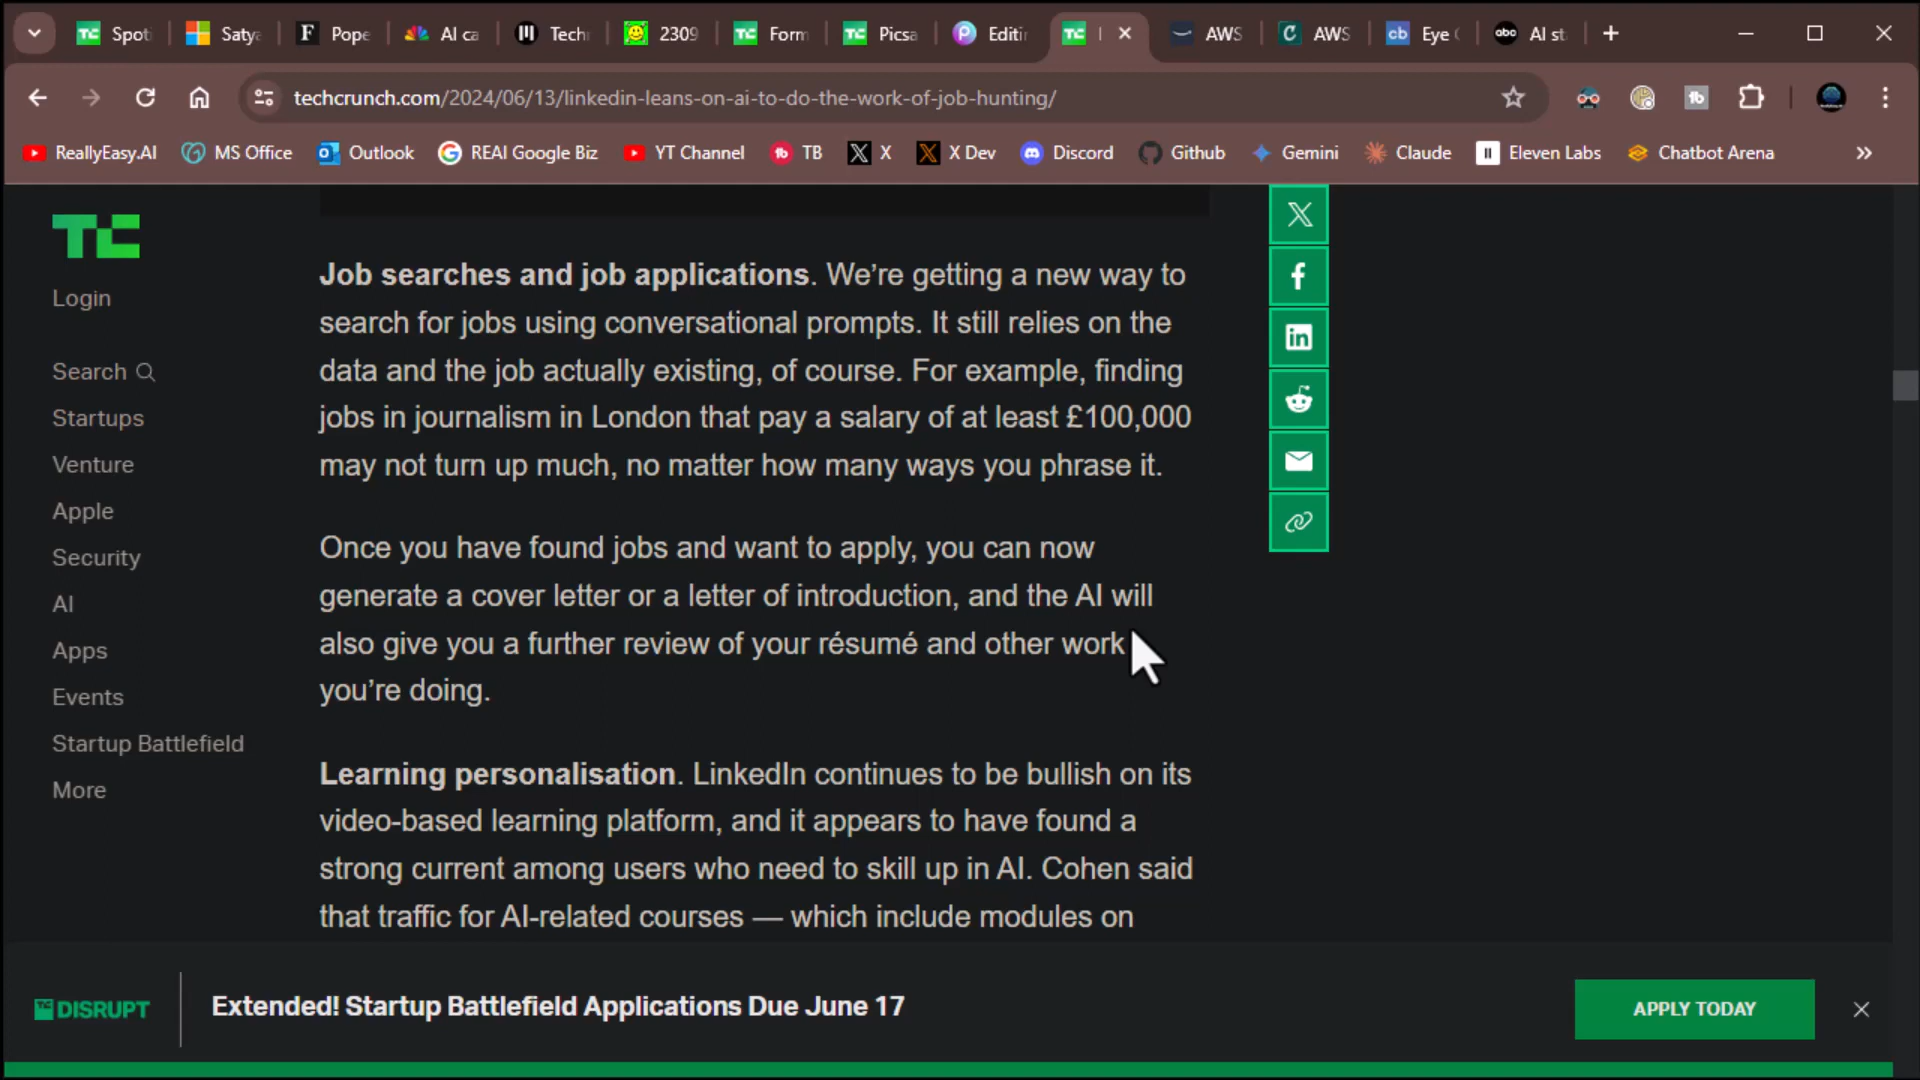 Spoti
Satya
Pope
AI ca
Techn
2309
Form
Picsa
Editin
AWS
AWS
Eye
AI st
techcrunch.com/2024/06/13/linkedin-leans-on-ai-to-do-the-work-of-job-hunting/
ReallyEasy.AI
MS Office
Outlook
REAI Google Biz
YT Channel
TB
X
X Dev
Discord
Github
Gemini
Claude
Eleven Labs
Chatbot Arena
TC
Login
Search
Startups
Venture
Apple
Security
AI
Apps
Events
Startup Battlefield
More
Job searches and job applications. We’re getting a new way to
search for jobs using conversational prompts. It still relies on the
data and the job actually existing, of course. For example, finding
jobs in journalism in London that pay a salary of at least £100,000
may not turn up much, no matter how many ways you phrase it.
Once you have found jobs and want to apply, you can now
generate a cover letter or a letter of introduction, and the AI will
also give you a further review of your résumé and other work
you’re doing.
Learning personalisation. LinkedIn continues to be bullish on its
video-based learning platform, and it appears to have found a
strong current among users who need to skill up in AI. Cohen said
that traffic for AI-related courses — which include modules on
TC DISRUPT
Extended! Startup Battlefield Applications Due June 17
APPLY TODAY